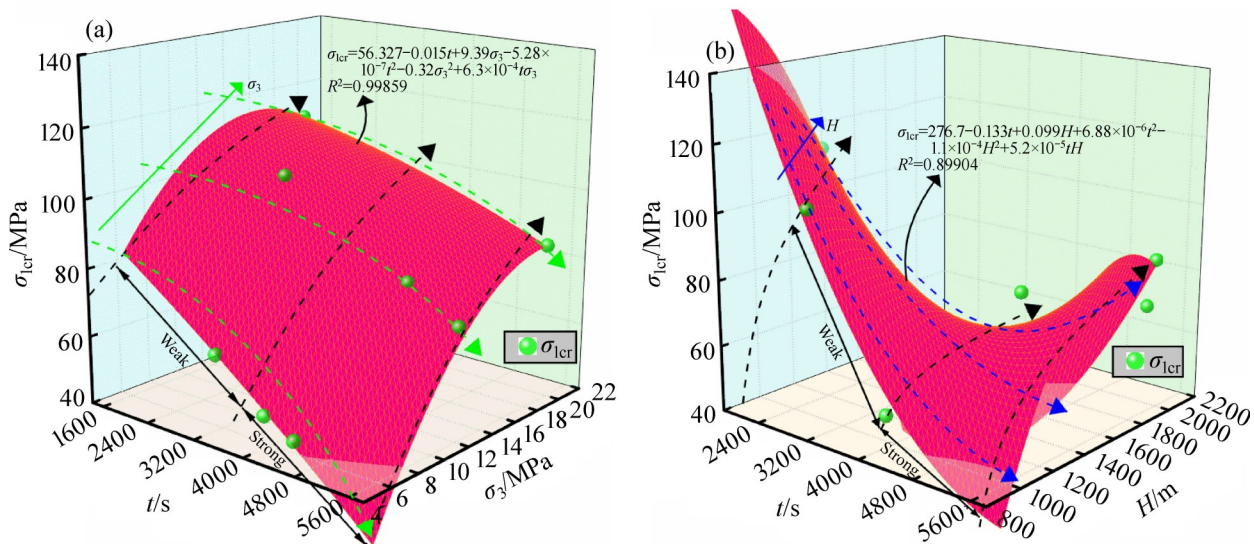 (a)
σ₁cr=56.327−0.015t+9.39σ₃−5.28×
10⁻⁷t²−0.32σ₃²+6.3×10⁻⁴tσ₃
R²=0.99859
σ₃
140
120
100
80
60
40
σ₁cr/MPa
Weak
Strong
σ₁cr
1600
2400
3200
4000
4800
5600
t/s
4
6
8
10
12
14
16
18
20
22
σ₃/MPa
(b)
σ₁cr=276.7−0.133t+0.099H+6.88×10⁻⁶t²−
1.1×10⁻⁴H²+5.2×10⁻⁵tH
R²=0.89904
H
140
120
100
80
60
40
σ₁cr/MPa
Weak
Strong
σ₁cr
2400
3200
4000
4800
5600
t/s
800
1000
1200
1400
1600
1800
2000
2200
H/m